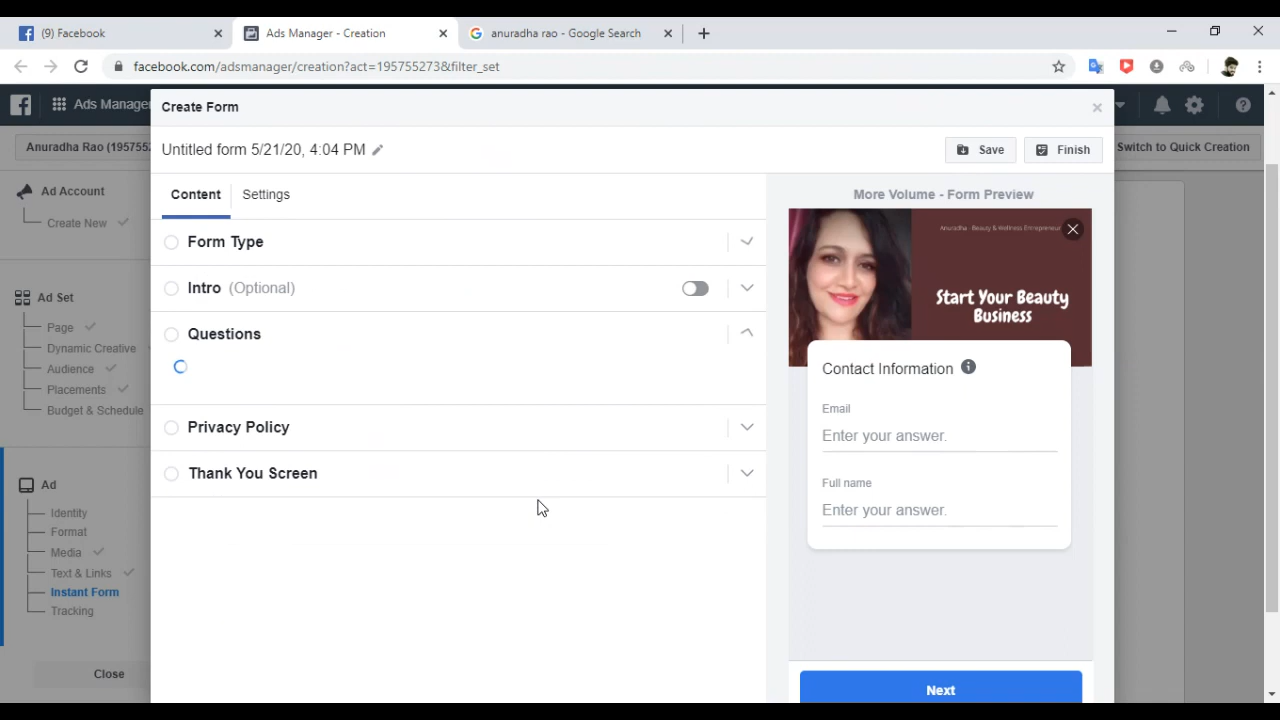 (9) Facebook
Ads Manager - Creation
anuradha rao - Google Search
facebook.com/adsmanager/creation?act=195755273&filter_set
Ads Manage
Create Form
Anuradha Rao (1957552
Untitled form 5/21/20, 4:04 PM
Save
Finish
Switch to Quick Creation
Content
Settings
More Volume - Form Preview
Ad Account
Create New
Form Type
Anuradha - Beauty & Wellness Entrepreneur
Start Your Beauty
Business
Intro (Optional)
Ad Set
Page
Dynamic Creative
Audience
Placements
Budget & Schedule
Questions
Contact Information
Email
Enter your answer.
Privacy Policy
Full name
Enter your answer.
Thank You Screen
Ad
Identity
Format
Media
Text & Links
Instant Form
Tracking
Close
Next